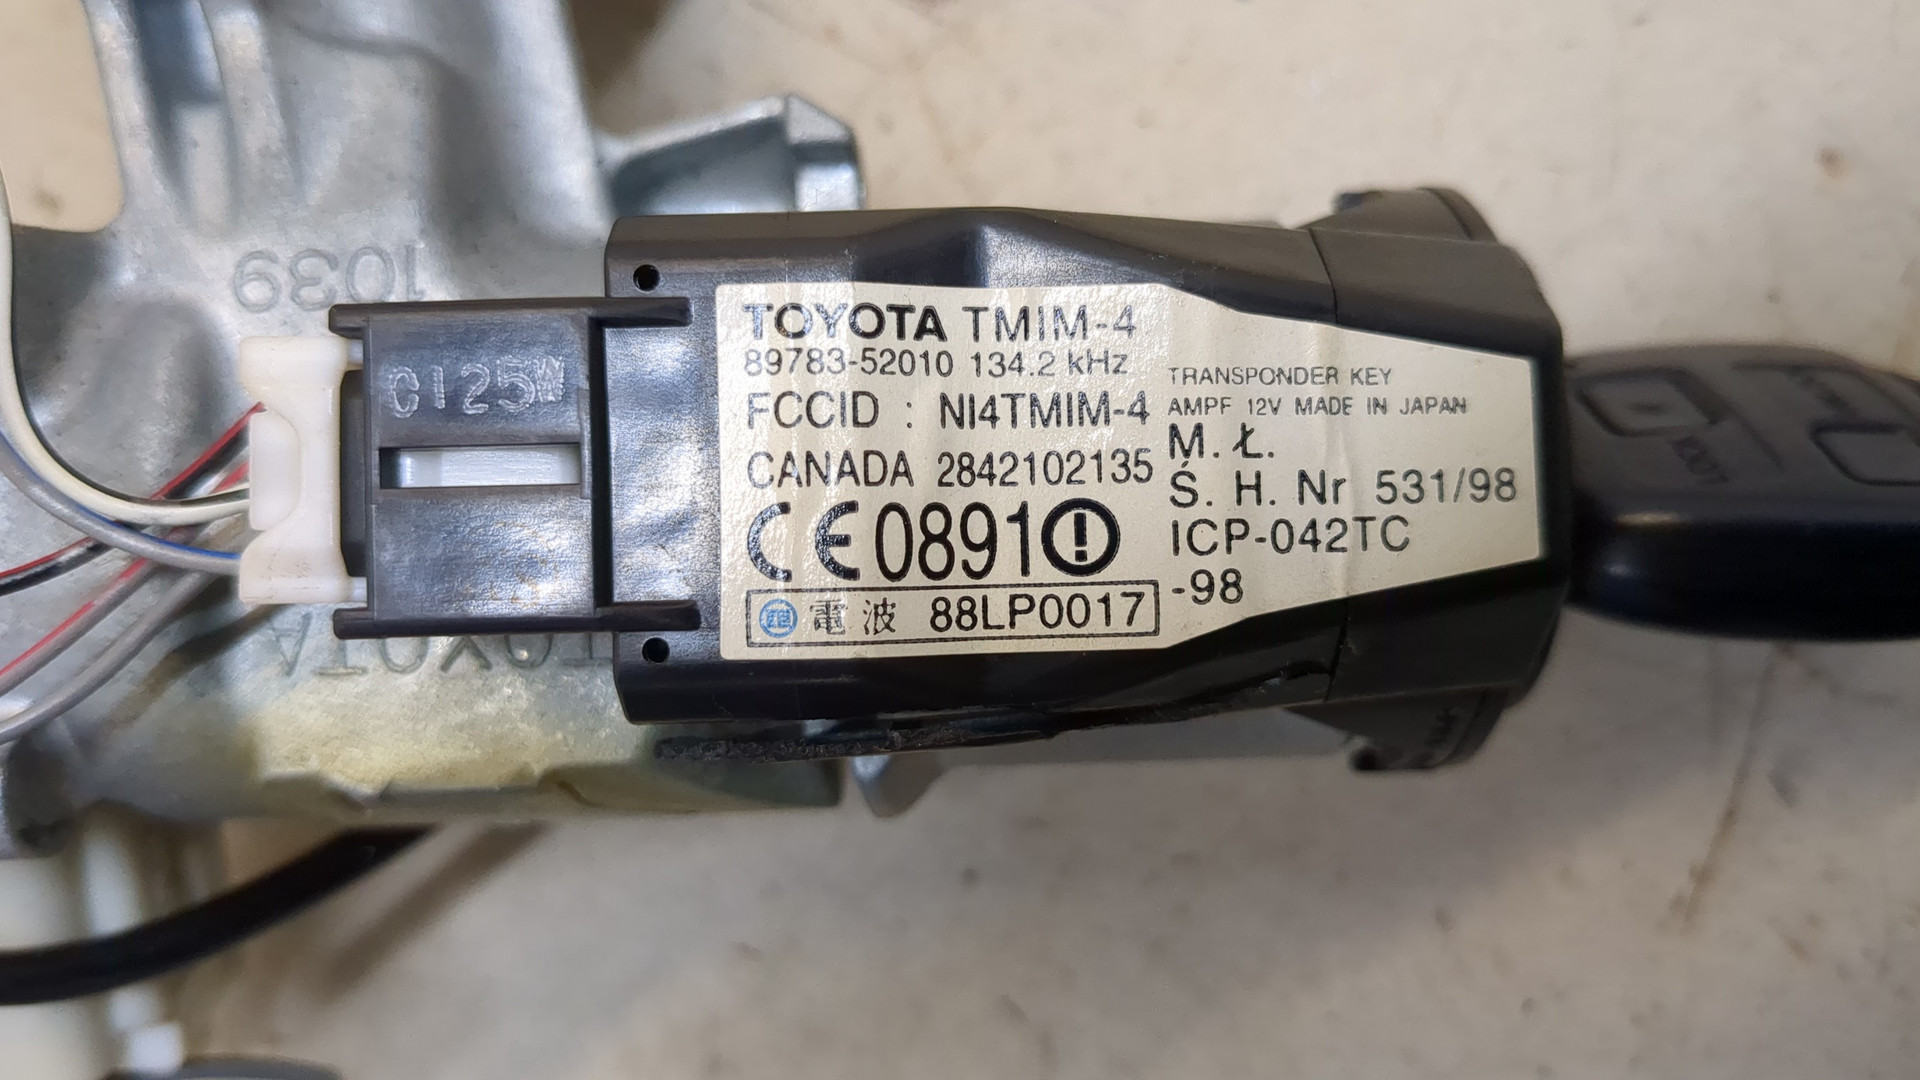 1039
C125W
TOYOTA TMIM-4
89783-52010 134.2 kHz
FCCID : NI4TMIM-4
CANADA 2842102135
CE0891!
電波 88LP0017
TRANSPONDER KEY
AMPF 12V MADE IN JAPAN
M. Ł.
Ś. H. Nr 531/98
ICP-042TC
-98
TOYOTA